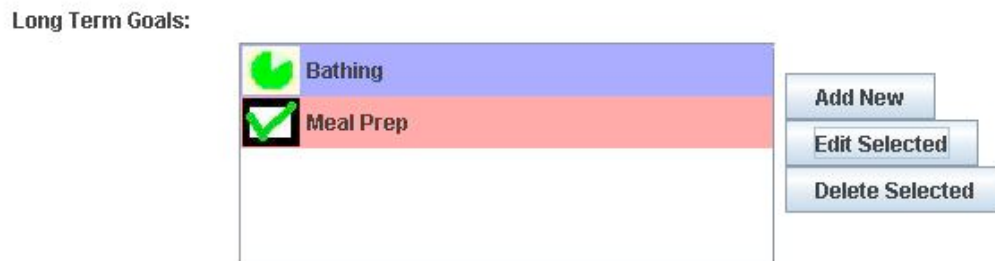 Long Term Goals:
Bathing
Meal Prep
Add New
Edit Selected
Delete Selected